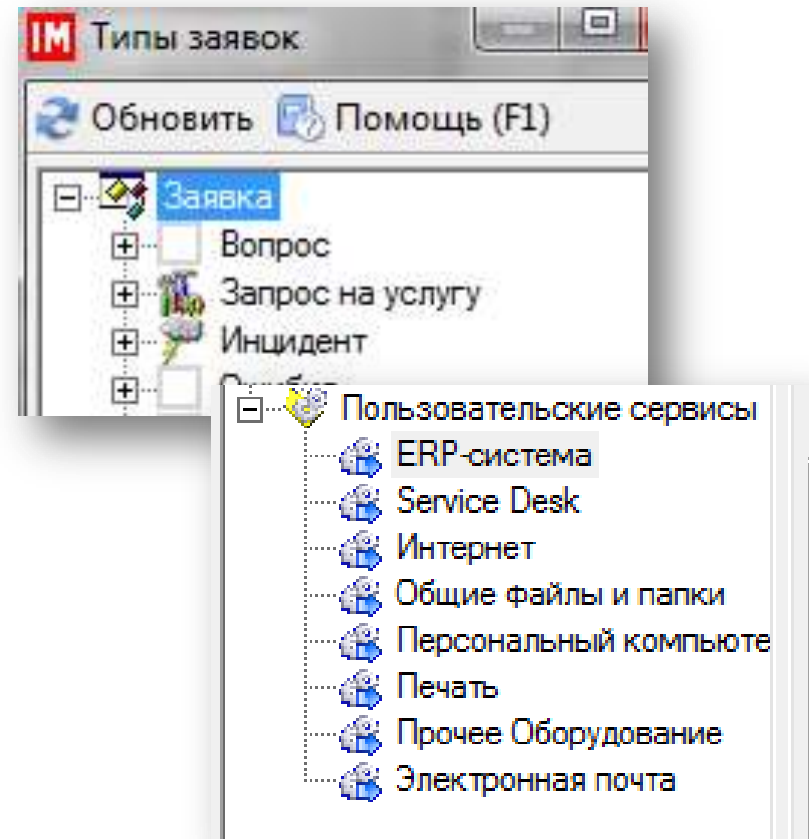 IM Типы заявок
Обновить Помощь (F1)
Заявка
Вопрос
Запрос на услугу
Инцидент
Пользовательские сервисы
ERP-система
Service Desk
Интернет
Общие файлы и папки
Персональный компьюте
Печать
Прочее Оборудование
Электронная почта